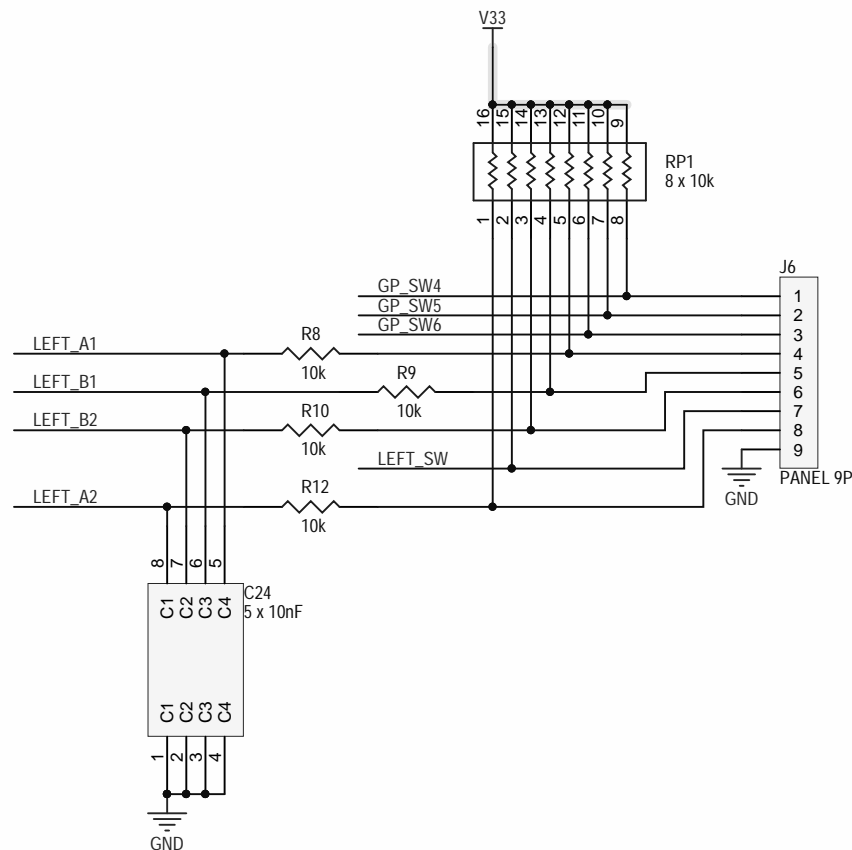 V33
16 15 14 13 12 11 10 9
RP1
8 x 10k
1 2 3 4 5 6 7 8
J6
GP_SW4
1
GP_SW5
2
GP_SW6
3
LEFT_A1
R8
10k
4
LEFT_B1
R9
10k
5
LEFT_B2
R10
10k
6
7
LEFT_SW
8
9
GND
PANEL 9P
LEFT_A2
R12
10k
8 7 6 5
C24
5 x 10nF
C1 C2 C3 C4
C1 C2 C3 C4
1 2 3 4
GND